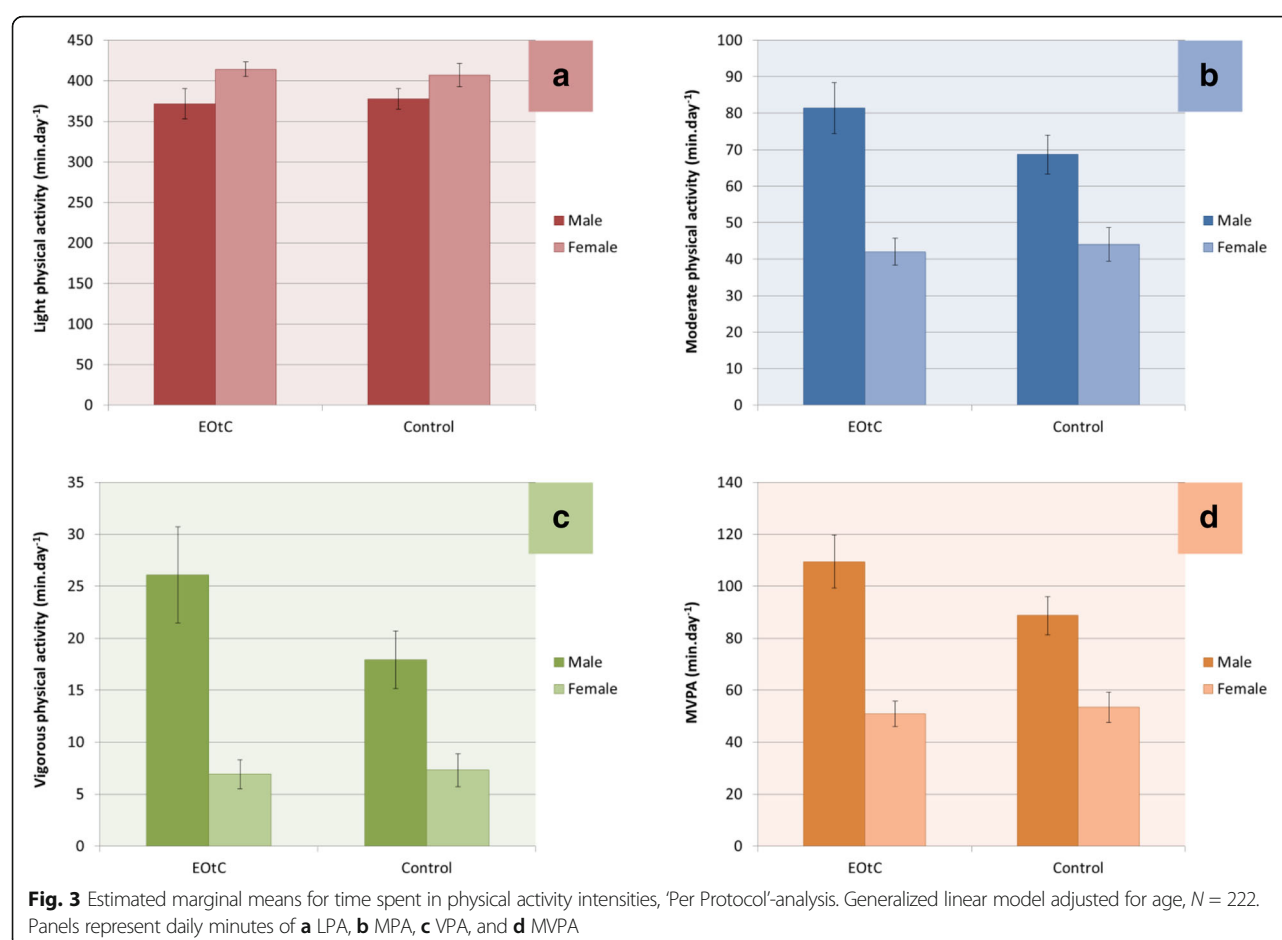 450
400
350
300
250
200
150
100
50
0
Light physical activity (min.day-1)
EOtC
Control
Male
Female
a
100
90
80
70
60
50
40
30
20
10
0
Moderate physical activity (min.day-1)
EOtC
Control
Male
Female
b
35
30
25
20
15
10
5
0
Vigorous physical activity (min.day-1)
EOtC
Control
Male
Female
c
140
120
100
80
60
40
20
0
MVPA (min.day-1)
EOtC
Control
Male
Female
d
Fig. 3 Estimated marginal means for time spent in physical activity intensities, ‘Per Protocol’-analysis. Generalized linear model adjusted for age, N = 222.
Panels represent daily minutes of a LPA, b MPA, c VPA, and d MVPA